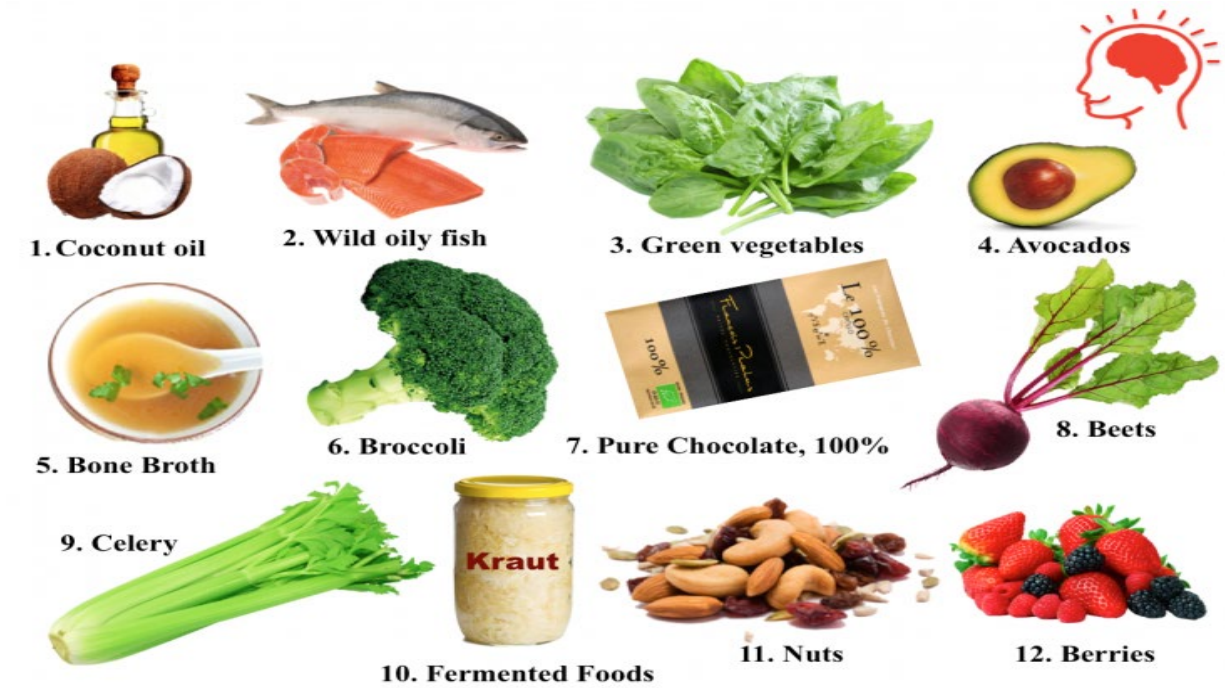 1. Coconut oil
2. Wild oily fish
3. Green vegetables
4. Avocados
5. Bone Broth
6. Broccoli
Le 100%
100%
7. Pure Chocolate, 100%
8. Beets
9. Celery
Kraut
10. Fermented Foods
11. Nuts
12. Berries